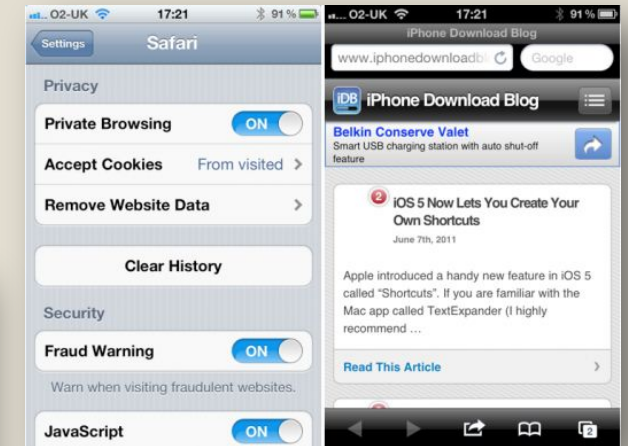 O2-UK 17:21 91 %
Settings
Safari
Privacy
Private Browsing ON
Accept Cookies From visited
Remove Website Data
Clear History
Security
Fraud Warning ON
Warn when visiting fraudulent websites.
JavaScript ON
O2-UK 17:21 91 %
iPhone Download Blog
www.iphonedownloadbl
Google
iDB iPhone Download Blog
Belkin Conserve Valet
Smart USB charging station with auto shut-off
feature
2
iOS 5 Now Lets You Create Your
Own Shortcuts
June 7th, 2011
Apple introduced a handy new feature in iOS 5
called “Shortcuts”. If you are familiar with the
Mac app called TextExpander (I highly
recommend …
Read This Article
2